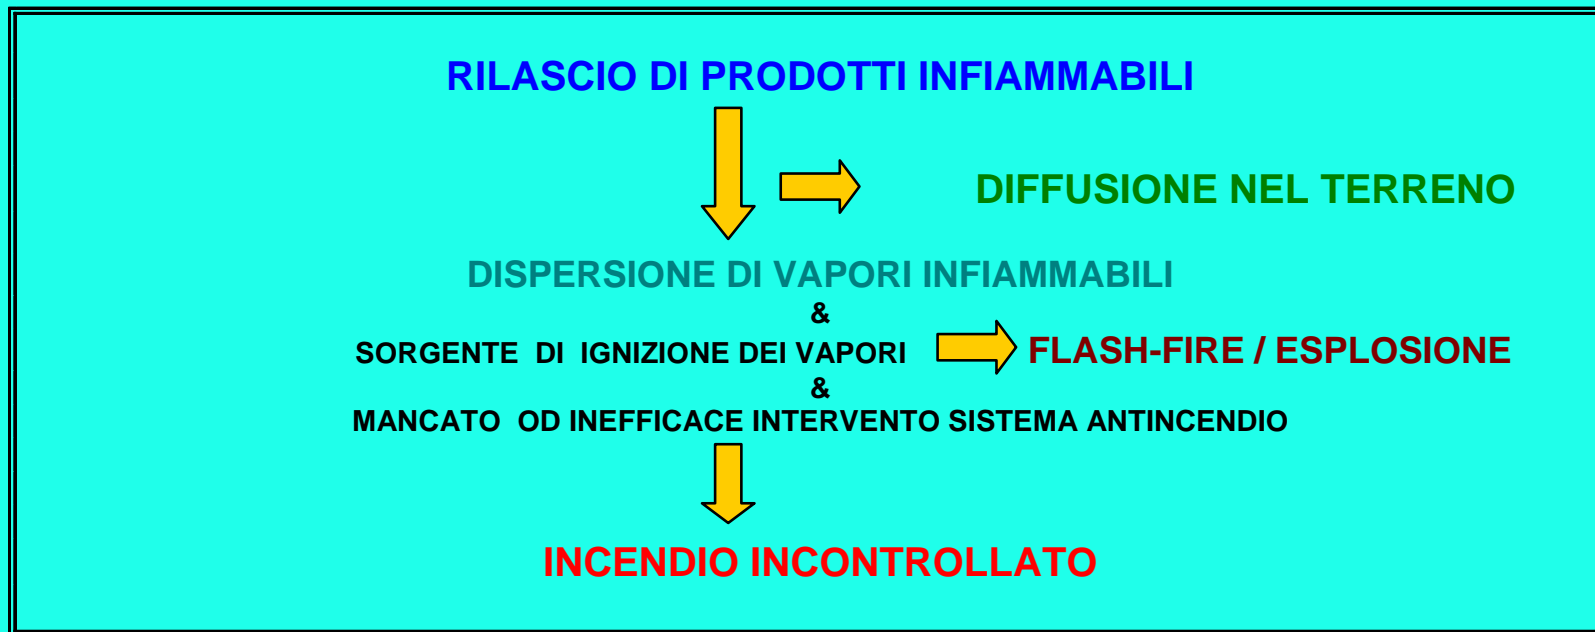 RILASCIO DI PRODOTTI INFIAMMABILI
DIFFUSIONE NEL TERRENO
DISPERSIONE DI VAPORI INFIAMMABILI
&
SORGENTE DI IGNIZIONE DEI VAPORI FLASH-FIRE / ESPLOSIONE
&
MANCATO OD INEFFICACE INTERVENTO SISTEMA ANTINCENDIO
INCENDIO INCONTROLLATO